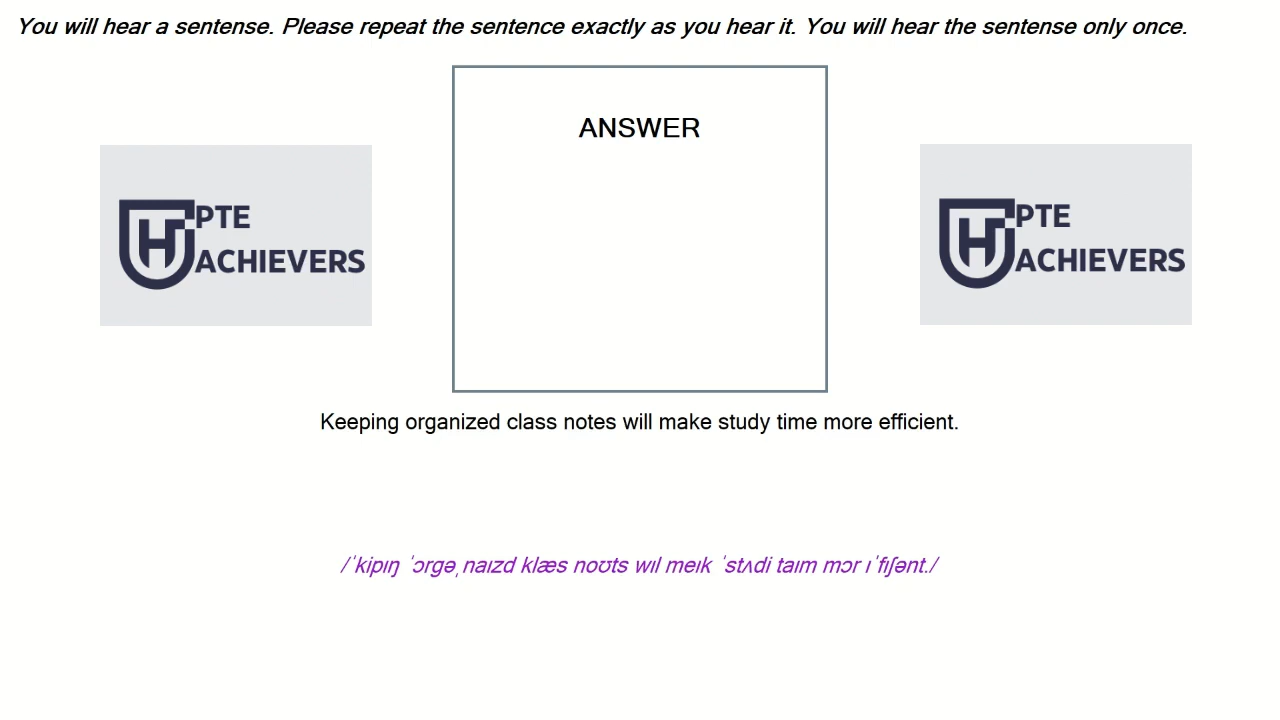 You will hear a sentence. Please repeat the sentence exactly as you hear it. You will hear the sentence only once.
ANSWER
PTE
ACHIEVERS
PTE
ACHIEVERS
Keeping organized class notes will make study time more efficient.
/ˈkipɪŋ ˈɔrgəˌnaɪzd klæs noʊts wɪl meɪk ˈstʌdi taɪm mɔr ɪˈfɪʃənt./